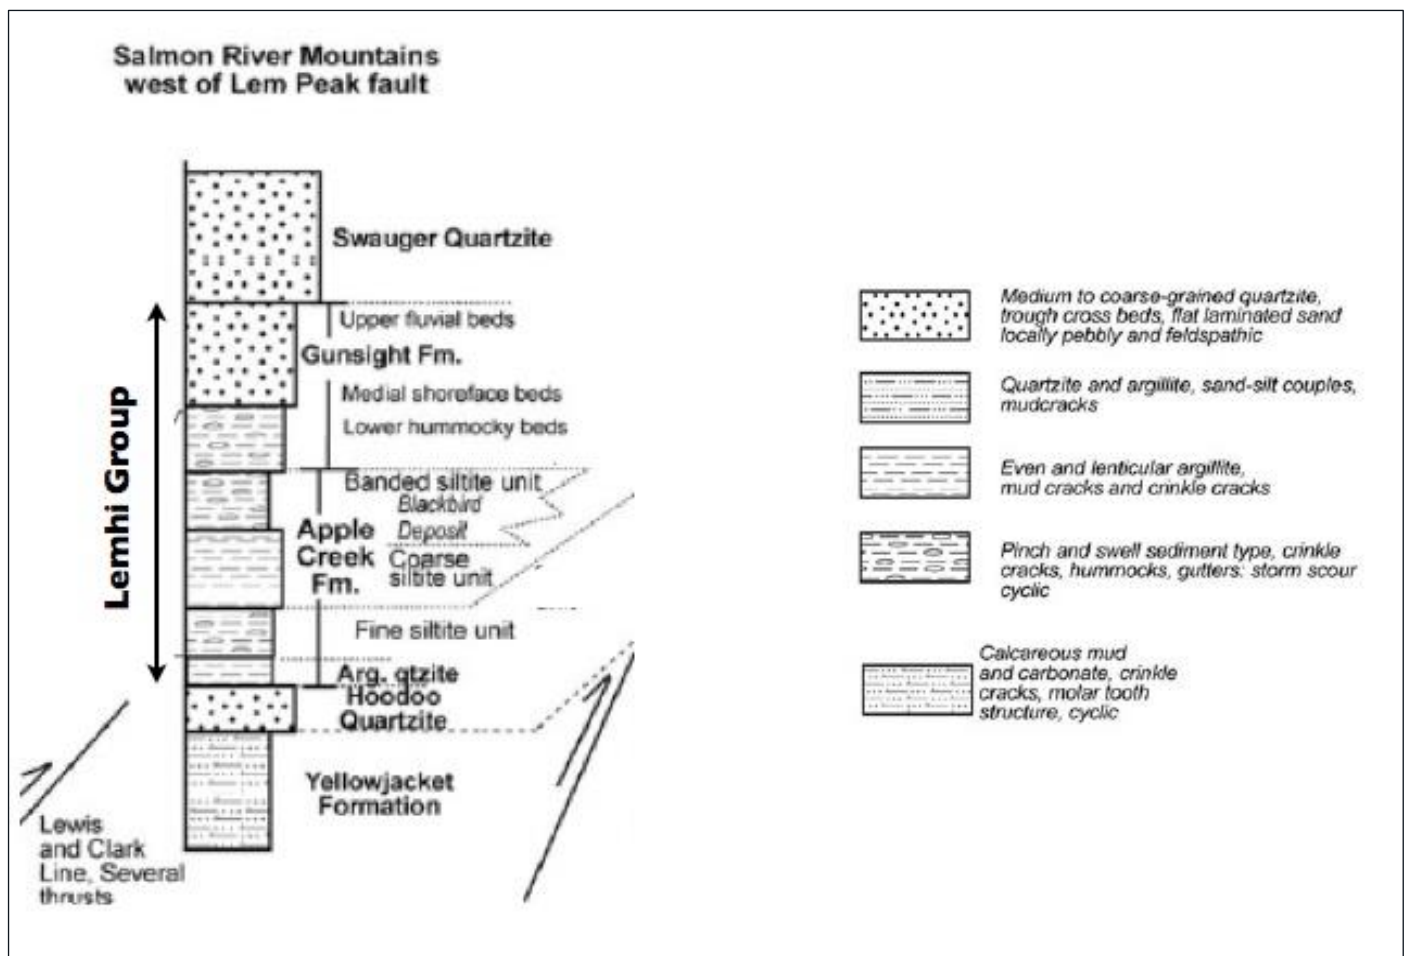 Salmon River Mountains
west of Lem Peak fault
Swauger Quartzite
Upper fluvial beds
Gunsight Fm.
Medial shoreface beds
Lower hummocky beds
Lemhi Group
Banded siltite unit
Blackbird
Deposit
Apple
Creek
Fm.
Coarse
siltite unit
Fine siltite unit
Arg. qtzite
Hoodoo
Quartzite
Yellowjacket
Formation
Lewis
and Clark
Line, Several
thrusts
Medium to coarse-grained quartzite,
trough cross beds, flat laminated sand
locally pebbly and feldspathic
Quartzite and argillite, sand-silt couples,
mudcracks
Even and lenticular argillite,
mud cracks and crinkle cracks
Pinch and swell sediment type, crinkle
cracks, hummocks, gutters: storm scour
cyclic
Calcareous mud
and carbonate, crinkle
cracks, molar tooth
structure, cyclic